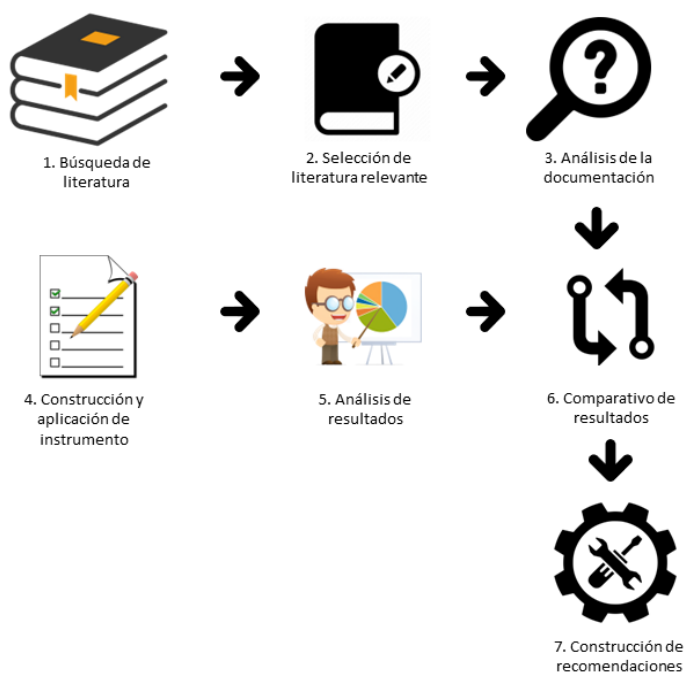 1. Búsqueda de
literatura
2. Selección de
literatura relevante
3. Análisis de la
documentación
4. Construcción y
aplicación de
instrumento
5. Análisis de
resultados
6. Comparativo de
resultados
7. Construcción de
recomendaciones